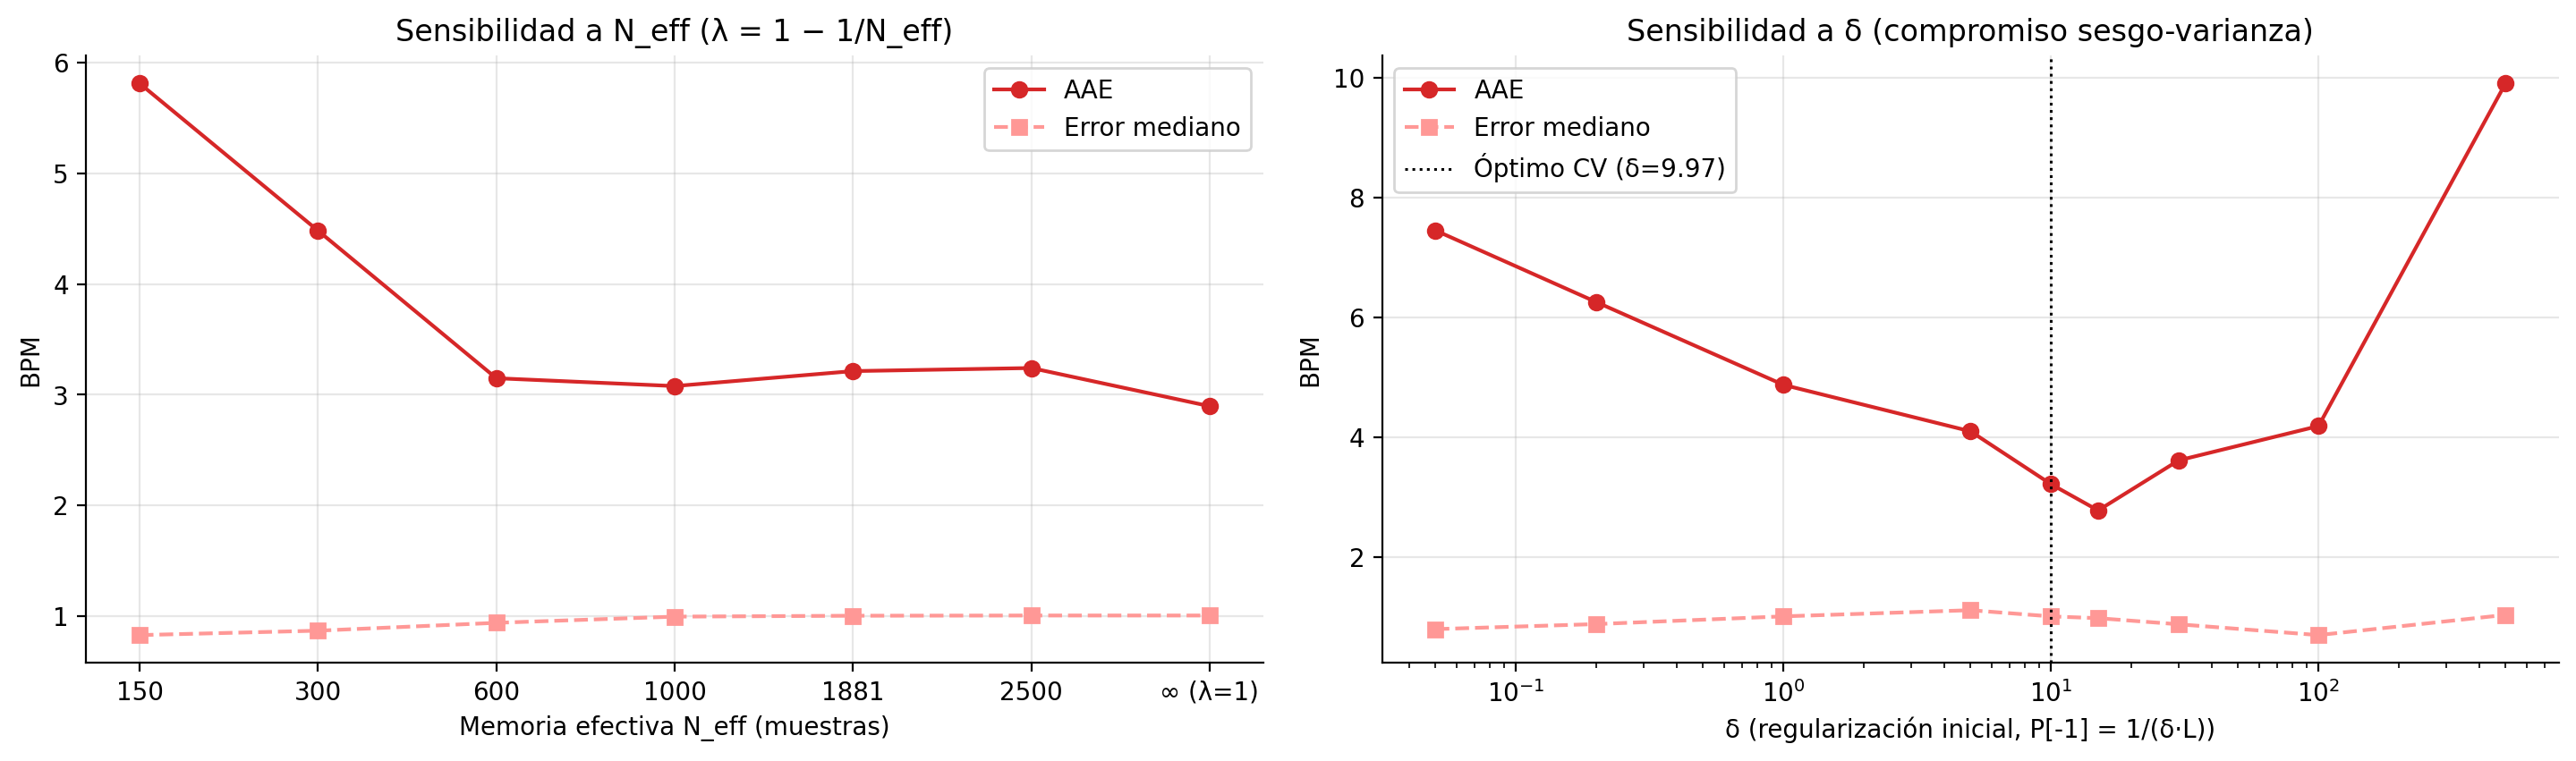 Sensibilidad a N_eff (λ = 1 − 1/N_eff)
AAE
Error mediano
BPM
6
5
4
3
2
1
150 300 600 1000 1881 2500 ∞ (λ=1)
Memoria efectiva N_eff (muestras)
Sensibilidad a δ (compromiso sesgo-varianza)
AAE
Error mediano
Óptimo CV (δ=9.97)
BPM
10
8
6
4
2
10⁻¹ 10⁰ 10¹ 10²
δ (regularización inicial, P[-1] = 1/(δ·L))